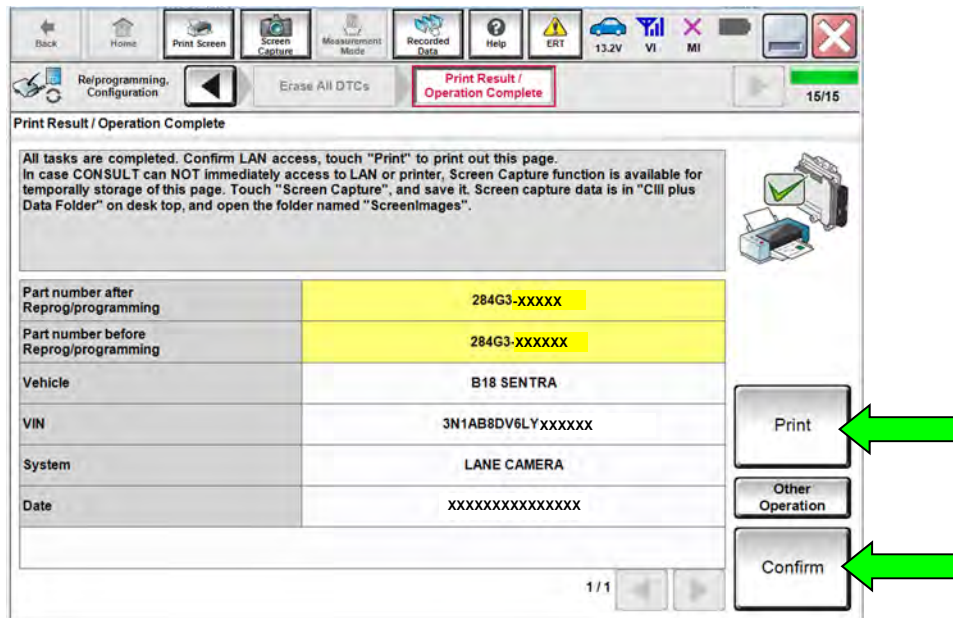 Back
Home
Print Screen
Screen
Capture
Measurement
Mode
Recorded
Data
Help
ERT
13.2V
VI
MI
Re/programming,
Configuration
Erase All DTCs
Print Result /
Operation Complete
15/15
Print Result / Operation Complete
All tasks are completed. Confirm LAN access, touch "Print" to print out this page.
In case CONSULT can NOT immediately access to LAN or printer, Screen Capture function is available for
temporally storage of this page. Touch "Screen Capture", and save it. Screen capture data is in "CIII plus
Data Folder" on desk top, and open the folder named "ScreenImages".
Part number after
Reprog/programming
284G3-XXXXX
Part number before
Reprog/programming
284G3-XXXXXX
Vehicle
B18 SENTRA
VIN
3N1AB8DV6LYXXXXXX
System
LANE CAMERA
Date
XXXXXXXXXXXXXXX
Print
Other
Operation
Confirm
1/1